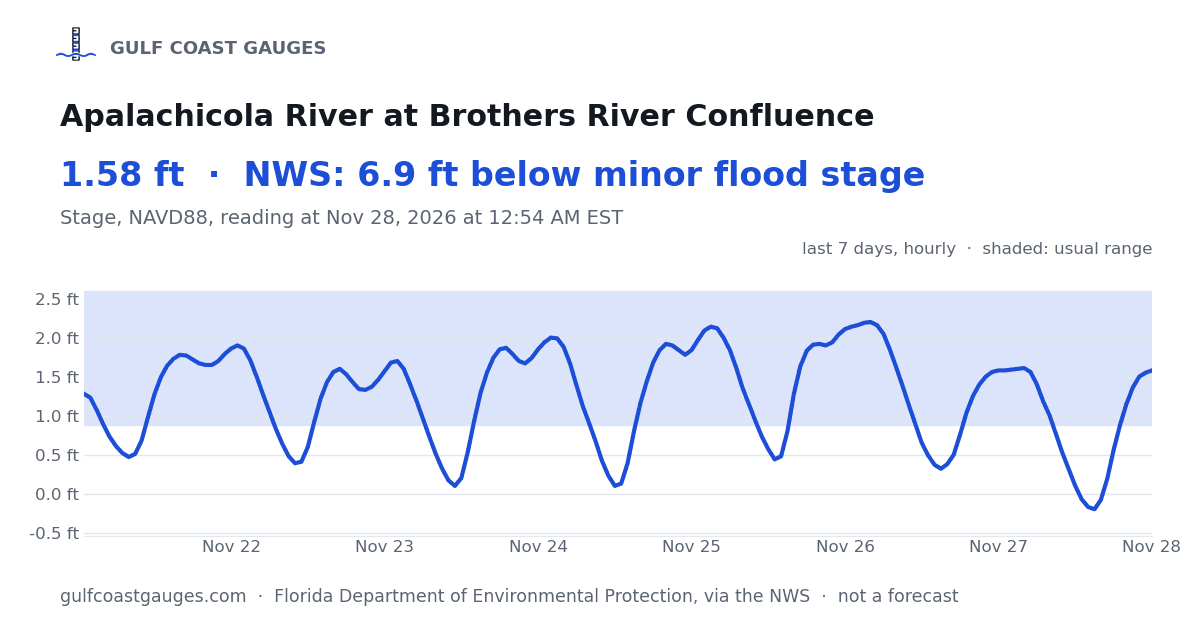 GULF COAST GAUGES
Apalachicola River at Brothers River Confluence
1.58 ft · NWS: 6.9 ft below minor flood stage
Stage, NAVD88, reading at Nov 28, 2026 at 12:54 AM EST
last 7 days, hourly · shaded: usual range
2.5 ft
2.0 ft
1.5 ft
1.0 ft
0.5 ft
0.0 ft
-0.5 ft
Nov 22 Nov 23 Nov 24 Nov 25 Nov 26 Nov 27 Nov 28
gulfcoastgauges.com · Florida Department of Environmental Protection, via the NWS · not a forecast